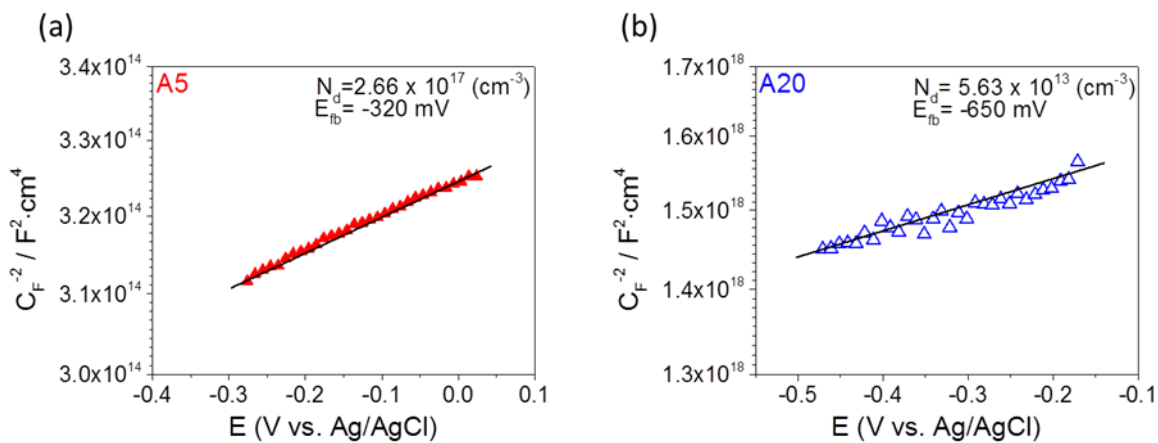 (a)
A5
N_d=2.66 x 10^17 (cm^-3)
E_fb= -320 mV
3.4x10^14
3.3x10^14
3.2x10^14
3.1x10^14
3.0x10^14
C_F^-2 / F^2·cm^4
-0.4 -0.3 -0.2 -0.1 0.0 0.1
E (V vs. Ag/AgCl)
(b)
A20
N_d= 5.63 x 10^13 (cm^-3)
E_fb= -650 mV
1.7x10^18
1.6x10^18
1.5x10^18
1.4x10^18
1.3x10^18
C_F^-2 / F^2·cm^4
-0.5 -0.4 -0.3 -0.2 -0.1
E (V vs. Ag/AgCl)